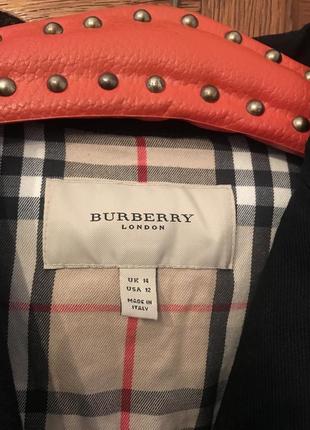 BURBERRY
LONDON
UK 14
USA 12
MADE IN
ITALY